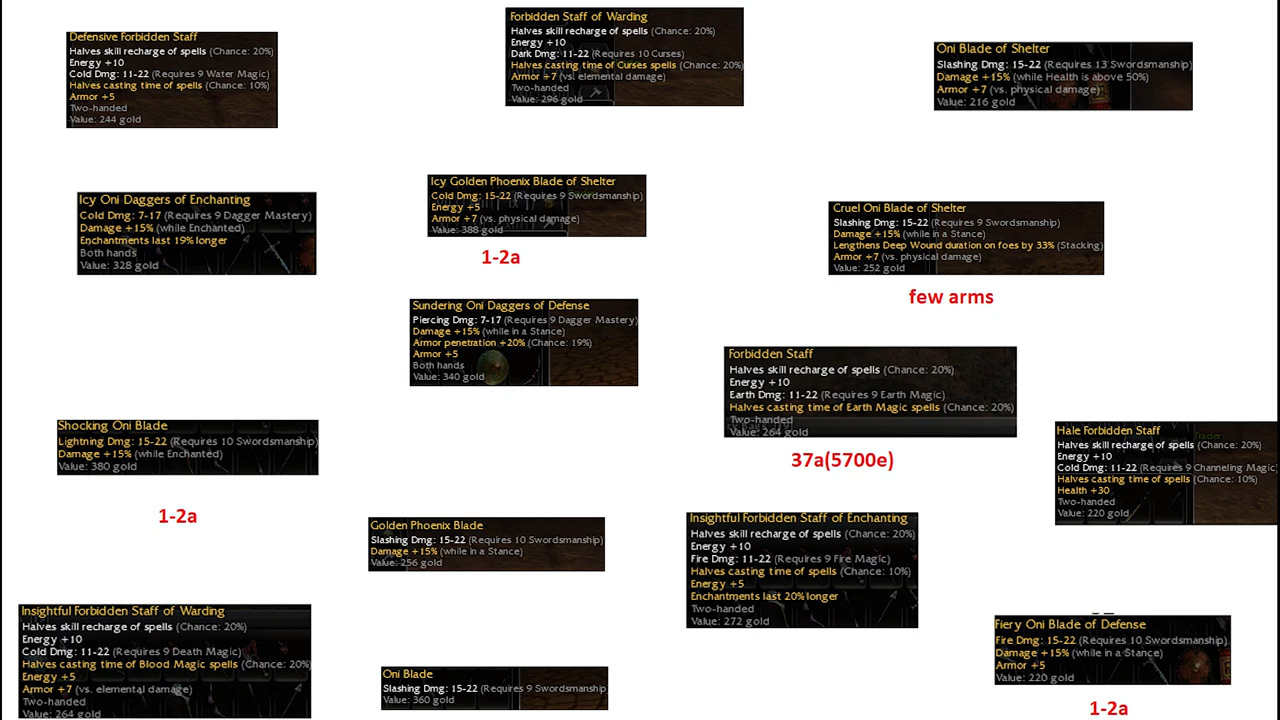 Defensive Forbidden Staff
Halves skill recharge of spells (Chance: 20%)
Energy +10
Cold Dmg: 11-22 (Requires 9 Water Magic)
Halves casting time of spells (Chance: 10%)
Armor +5
Two-handed
Value: 244 gold
Forbidden Staff of Warding
Halves skill recharge of spells (Chance: 20%)
Energy +10
Dark Dmg: 11-22 (Requires 10 Curses)
Halves casting time of Curses spells (Chance: 20%)
Armor +7 (vs. elemental damage)
Two-handed
Value: 296 gold
Oni Blade of Shelter
Slashing Dmg: 15-22 (Requires 13 Swordsmanship)
Damage +15% (while Health is above 50%)
Armor +7 (vs. physical damage)
Value: 216 gold
Icy Oni Daggers of Enchanting
Cold Dmg: 7-17 (Requires 9 Dagger Mastery)
Damage +15% (while Enchanted)
Enchantments last 19% longer
Both hands
Value: 328 gold
Icy Golden Phoenix Blade of Shelter
Cold Dmg: 15-22 (Requires 9 Swordsmanship)
Energy +5
Armor +7 (vs. physical damage)
Value: 388 gold
1-2a
Cruel Oni Blade of Shelter
Slashing Dmg: 15-22 (Requires 9 Swordsmanship)
Damage +15% (while in a Stance)
Lengthens Deep Wound duration on foes by 33% (Stacking)
Armor +7 (vs. physical damage)
Value: 252 gold
few arms
Sundering Oni Daggers of Defense
Piercing Dmg: 7-17 (Requires 9 Dagger Mastery)
Damage +15% (while in a Stance)
Armor penetration +20% (Chance: 19%)
Armor +5
Both hands
Value: 340 gold
Forbidden Staff
Halves skill recharge of spells (Chance: 20%)
Energy +10
Earth Dmg: 11-22 (Requires 9 Earth Magic)
Halves casting time of Earth Magic spells (Chance: 20%)
Two-handed
Value: 264 gold
37a(5700e)
Shocking Oni Blade
Lightning Dmg: 15-22 (Requires 10 Swordsmanship)
Damage +15% (while Enchanted)
Value: 380 gold
1-2a
Hale Forbidden Staff
Halves skill recharge of spells (Chance: 20%)
Energy +10
Cold Dmg: 11-22 (Requires 9 Channeling Magic)
Halves casting time of spells (Chance: 10%)
Health +30
Two-handed
Value: 220 gold
Golden Phoenix Blade
Slashing Dmg: 15-22 (Requires 10 Swordsmanship)
Damage +15% (while in a Stance)
Value: 256 gold
Insightful Forbidden Staff of Enchanting
Halves skill recharge of spells (Chance: 20%)
Energy +10
Fire Dmg: 11-22 (Requires 9 Fire Magic)
Halves casting time of spells (Chance: 10%)
Energy +5
Enchantments last 20% longer
Two-handed
Value: 272 gold
Insightful Forbidden Staff of Warding
Halves skill recharge of spells (Chance: 20%)
Energy +10
Cold Dmg: 11-22 (Requires 9 Death Magic)
Halves casting time of Blood Magic spells (Chance: 20%)
Energy +5
Armor +7 (vs. elemental damage)
Two-handed
Value: 264 gold
Oni Blade
Slashing Dmg: 15-22 (Requires 9 Swordsmanship
Value: 360 gold
Fiery Oni Blade of Defense
Fire Dmg: 15-22 (Requires 10 Swordsmanship)
Damage +15% (while in a Stance)
Armor +5
Value: 220 gold
1-2a